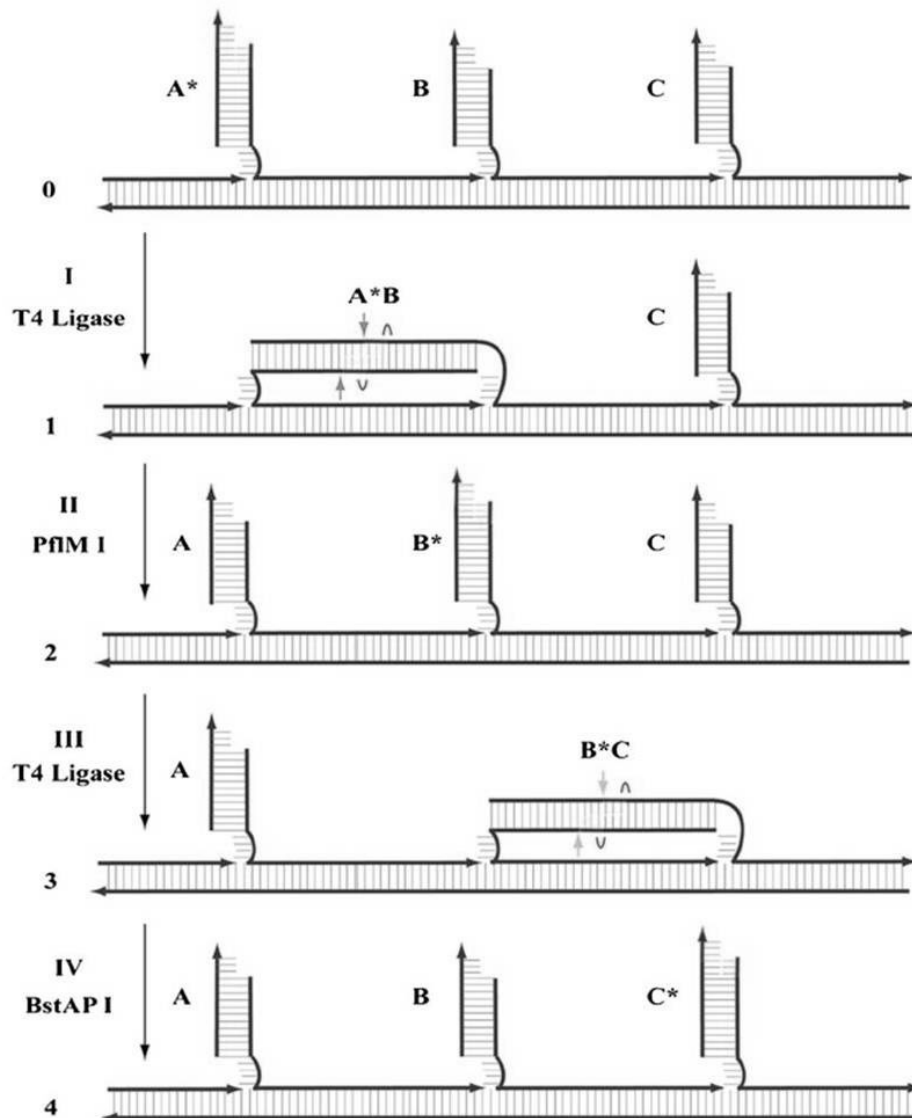 A* B C
0
I
T4 Ligase
A*B C
1
II
PflM I
A B* C
2
III
T4 Ligase
A B*C
3
IV
BstAP I
A B C*
4